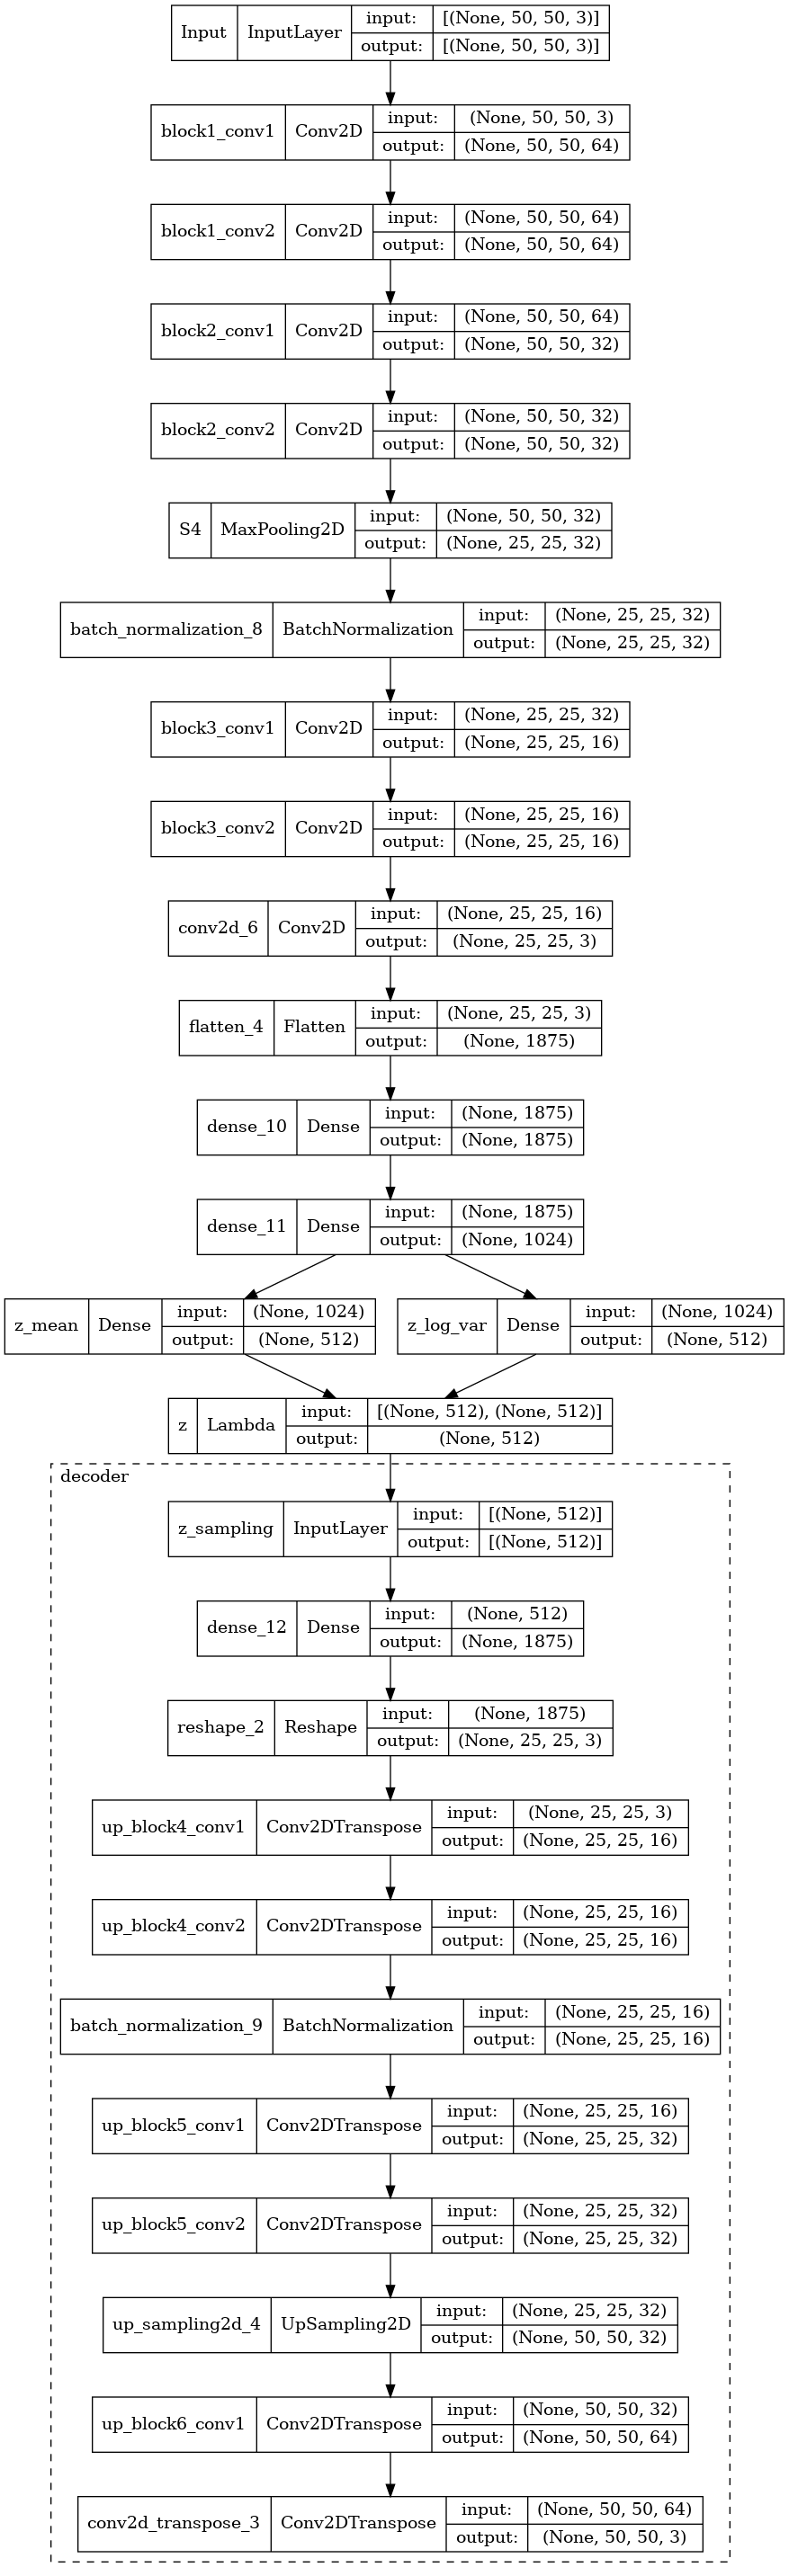 Input InputLayer input: [(None, 50, 50, 3)]
output: [(None, 50, 50, 3)]
block1_conv1 Conv2D input: (None, 50, 50, 3)
output: (None, 50, 50, 64)
block1_conv2 Conv2D input: (None, 50, 50, 64)
output: (None, 50, 50, 64)
block2_conv1 Conv2D input: (None, 50, 50, 64)
output: (None, 50, 50, 32)
block2_conv2 Conv2D input: (None, 50, 50, 32)
output: (None, 50, 50, 32)
S4 MaxPooling2D input: (None, 50, 50, 32)
output: (None, 25, 25, 32)
batch_normalization_8 BatchNormalization input: (None, 25, 25, 32)
output: (None, 25, 25, 32)
block3_conv1 Conv2D input: (None, 25, 25, 32)
output: (None, 25, 25, 16)
block3_conv2 Conv2D input: (None, 25, 25, 16)
output: (None, 25, 25, 16)
conv2d_6 Conv2D input: (None, 25, 25, 16)
output: (None, 25, 25, 3)
flatten_4 Flatten input: (None, 25, 25, 3)
output: (None, 1875)
dense_10 Dense input: (None, 1875)
output: (None, 1875)
dense_11 Dense input: (None, 1875)
output: (None, 1024)
z_mean Dense input: (None, 1024)
output: (None, 512)
z_log_var Dense input: (None, 1024)
output: (None, 512)
z Lambda input: [(None, 512), (None, 512)]
output: (None, 512)
decoder
z_sampling InputLayer input: [(None, 512)]
output: [(None, 512)]
dense_12 Dense input: (None, 512)
output: (None, 1875)
reshape_2 Reshape input: (None, 1875)
output: (None, 25, 25, 3)
up_block4_conv1 Conv2DTranspose input: (None, 25, 25, 3)
output: (None, 25, 25, 16)
up_block4_conv2 Conv2DTranspose input: (None, 25, 25, 16)
output: (None, 25, 25, 16)
batch_normalization_9 BatchNormalization input: (None, 25, 25, 16)
output: (None, 25, 25, 16)
up_block5_conv1 Conv2DTranspose input: (None, 25, 25, 16)
output: (None, 25, 25, 32)
up_block5_conv2 Conv2DTranspose input: (None, 25, 25, 32)
output: (None, 25, 25, 32)
up_sampling2d_4 UpSampling2D input: (None, 25, 25, 32)
output: (None, 50, 50, 32)
up_block6_conv1 Conv2DTranspose input: (None, 50, 50, 32)
output: (None, 50, 50, 64)
conv2d_transpose_3 Conv2DTranspose input: (None, 50, 50, 64)
output: (None, 50, 50, 3)